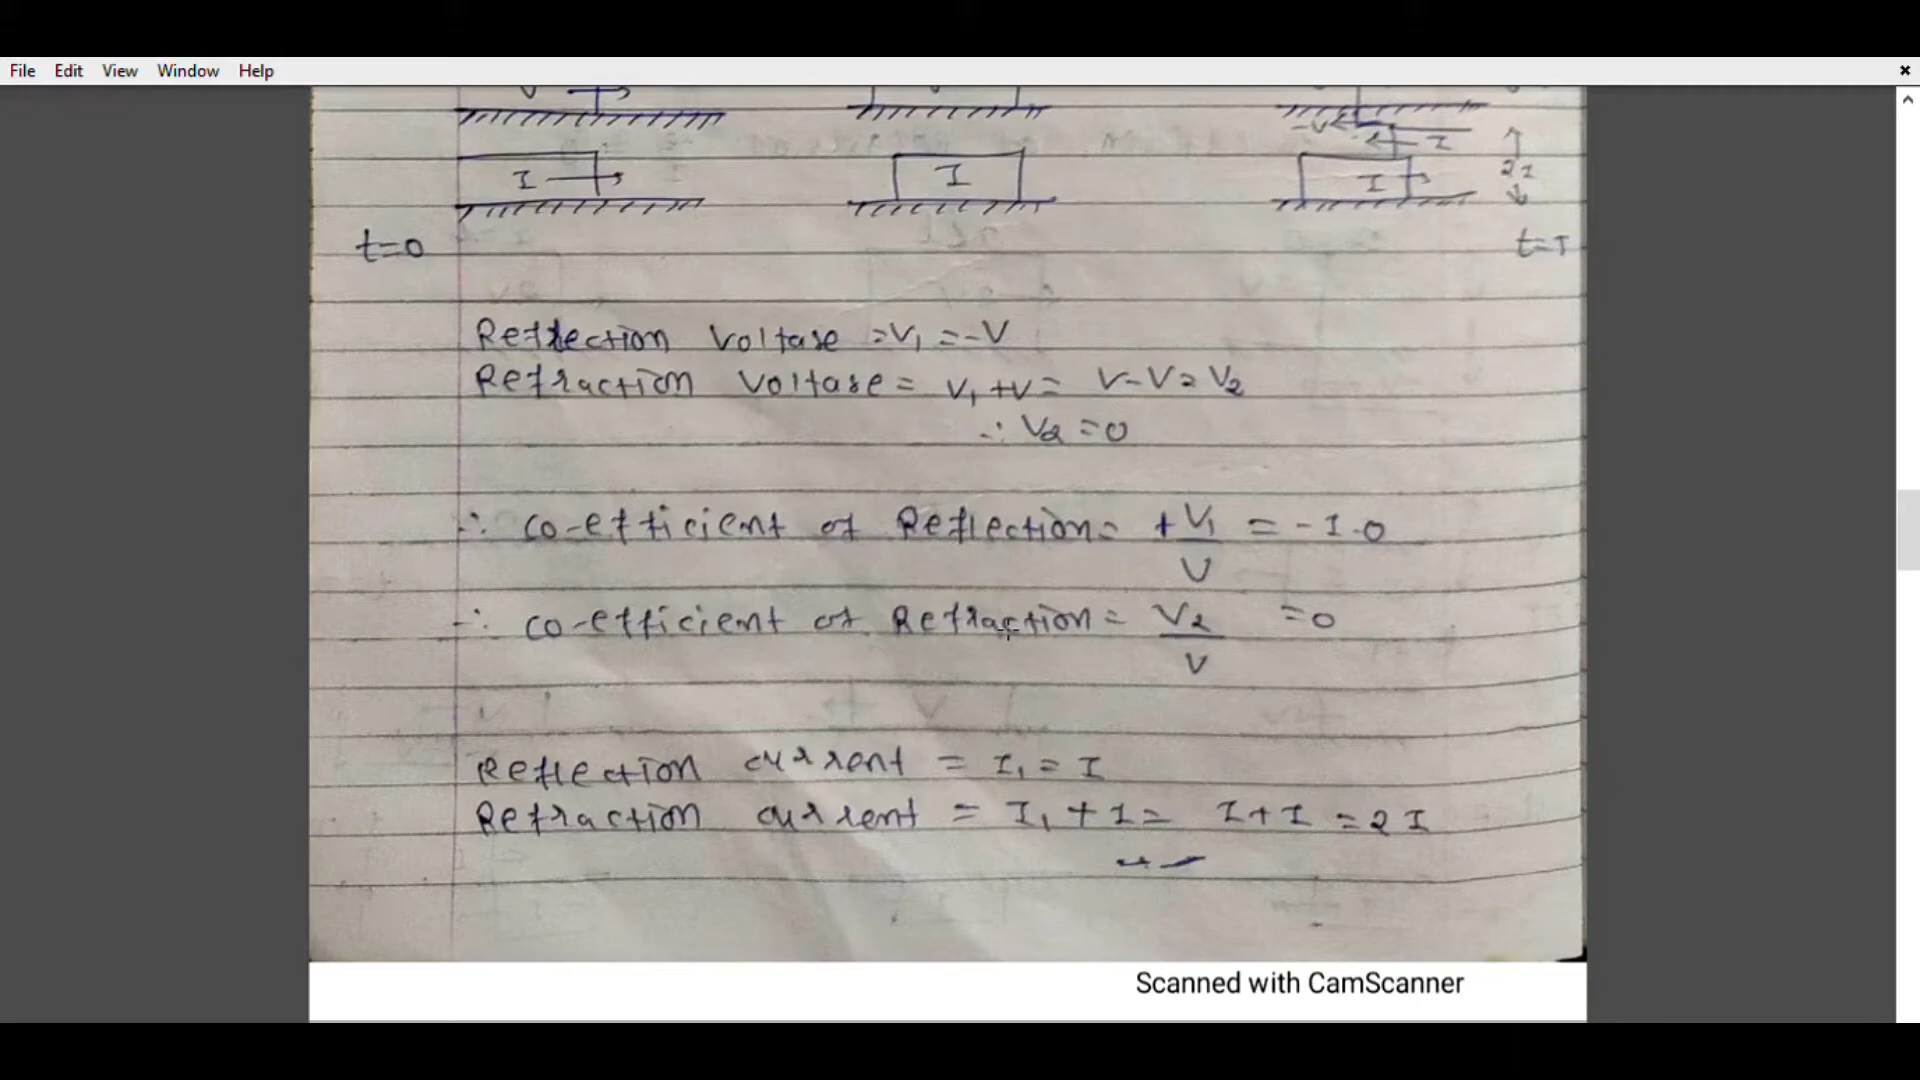 File Edit View Window Help
V
I I -V I I 2I
t=0 t=T
Reflection Voltage = V₁ = -V
Refraction Voltage = V₁ + V = V - V = V₂
∴ V₂ = 0
∴ co-efficient of Reflection = + V₁/V = -1.0
∴ co-efficient of Refraction = V₂/V = 0
Reflection current = I₁ = I
Refraction current = I₁ + I = I + I = 2I
Scanned with CamScanner